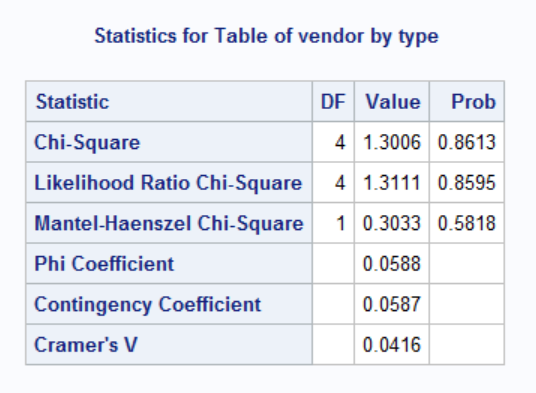 Statistics for Table of vendor by type
Statistic DF Value Prob
Chi-Square 4 1.3006 0.8613
Likelihood Ratio Chi-Square 4 1.3111 0.8595
Mantel-Haenszel Chi-Square 1 0.3033 0.5818
Phi Coefficient 0.0588
Contingency Coefficient 0.0587
Cramer's V 0.0416